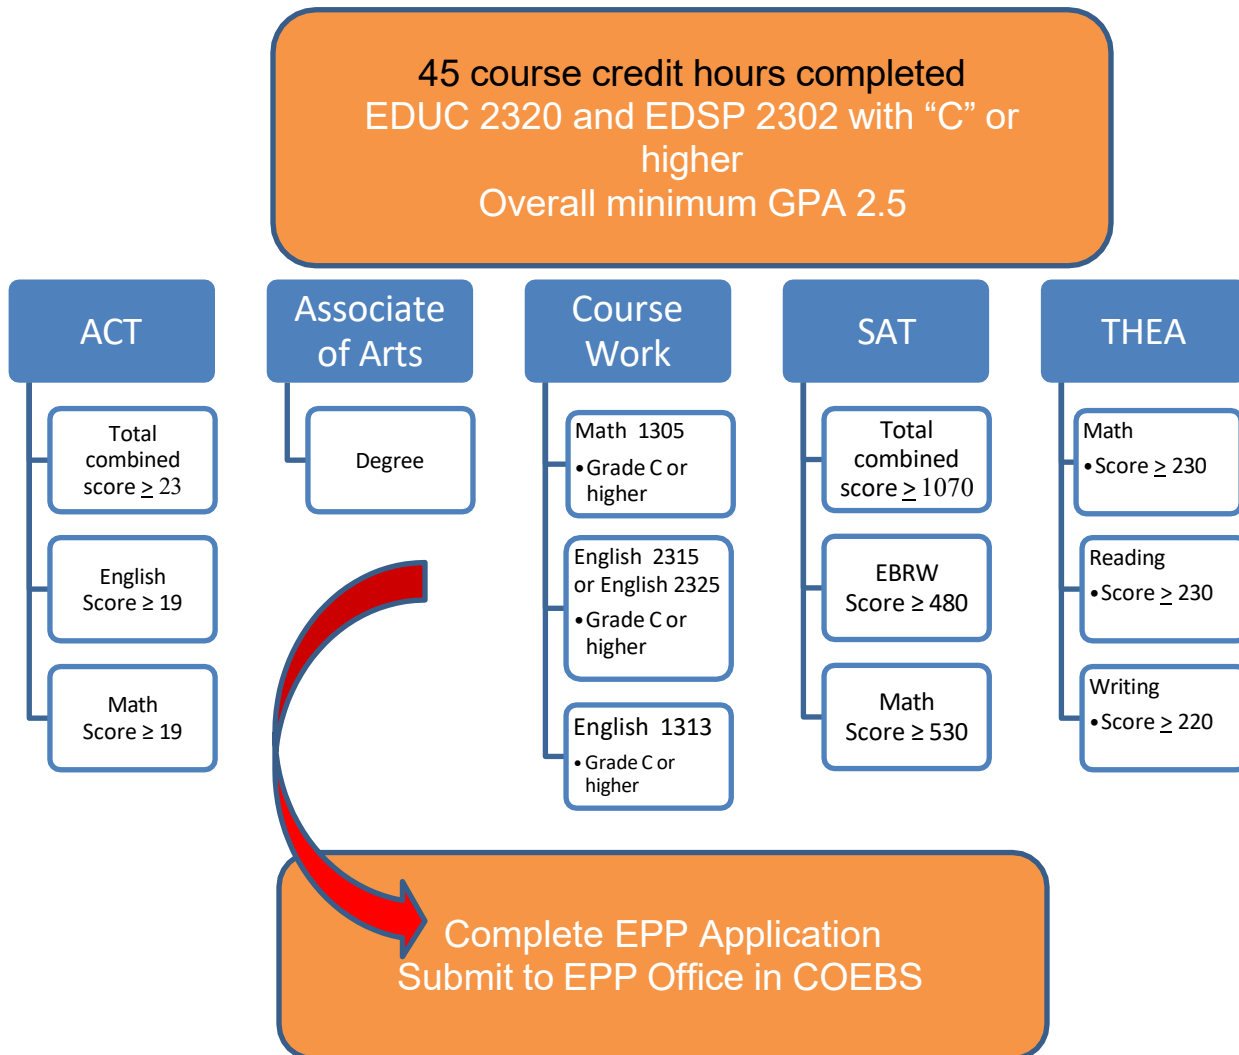 45 course credit hours completed
EDUC 2320 and EDSP 2302 with “C” or
higher
Overall minimum GPA 2.5
ACT
Total
combined
score ≥ 23
English
Score ≥ 19
Math
Score ≥ 19
Associate
of Arts
Degree
Course
Work
Math 1305
•Grade C or
higher
English 2315
or English 2325
•Grade C or
higher
English 1313
• Grade C or
higher
SAT
Total
combined
score ≥ 1070
EBRW
Score ≥ 480
Math
Score ≥ 530
THEA
Math
•Score ≥ 230
Reading
•Score ≥ 230
Writing
•Score ≥ 220
Complete EPP Application
Submit to EPP Office in COEBS